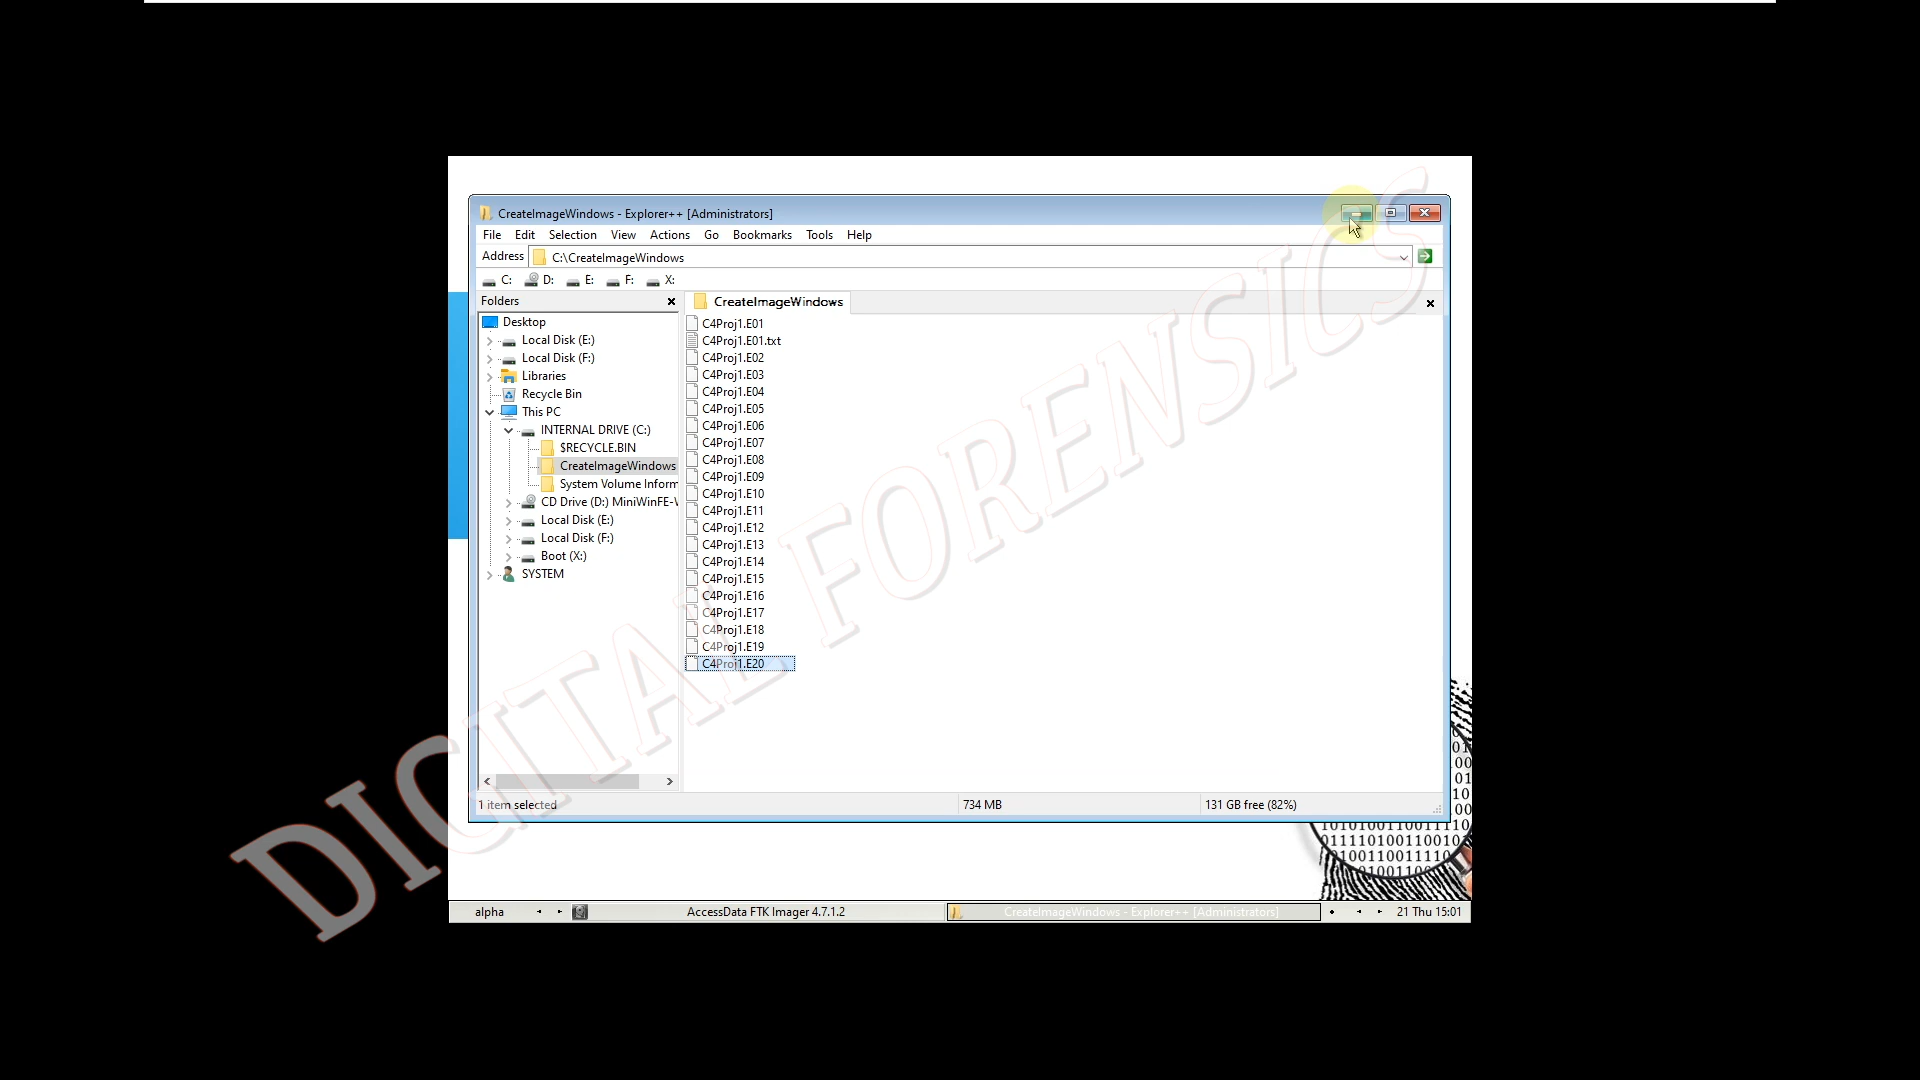 CreateImageWindows - Explorer++ [Administrators]
File Edit Selection View Actions Go Bookmarks Tools Help
Address C:\CreateImageWindows
C: D: E: F: X:
Folders
CreateImageWindows
Desktop
Local Disk (E:)
Local Disk (F:)
Libraries
Recycle Bin
This PC
INTERNAL DRIVE (C:)
$RECYCLE.BIN
CreateImageWindows
System Volume Inform
CD Drive (D:) MiniWinFE-
Local Disk (E:)
Local Disk (F:)
Boot (X:)
SYSTEM
C4Proj1.E01
C4Proj1.E01.txt
C4Proj1.E02
C4Proj1.E03
C4Proj1.E04
C4Proj1.E05
C4Proj1.E06
C4Proj1.E07
C4Proj1.E08
C4Proj1.E09
C4Proj1.E10
C4Proj1.E11
C4Proj1.E12
C4Proj1.E13
C4Proj1.E14
C4Proj1.E15
C4Proj1.E16
C4Proj1.E17
C4Proj1.E18
C4Proj1.E19
C4Proj1.E20
1 item selected 734 MB 131 GB free (82%)
DIGITAL FORENSICS
alpha AccessData FTK Imager 4.7.1.2 CreateImageWindows - Explorer++ [Administrators] 21 Thu 15:01